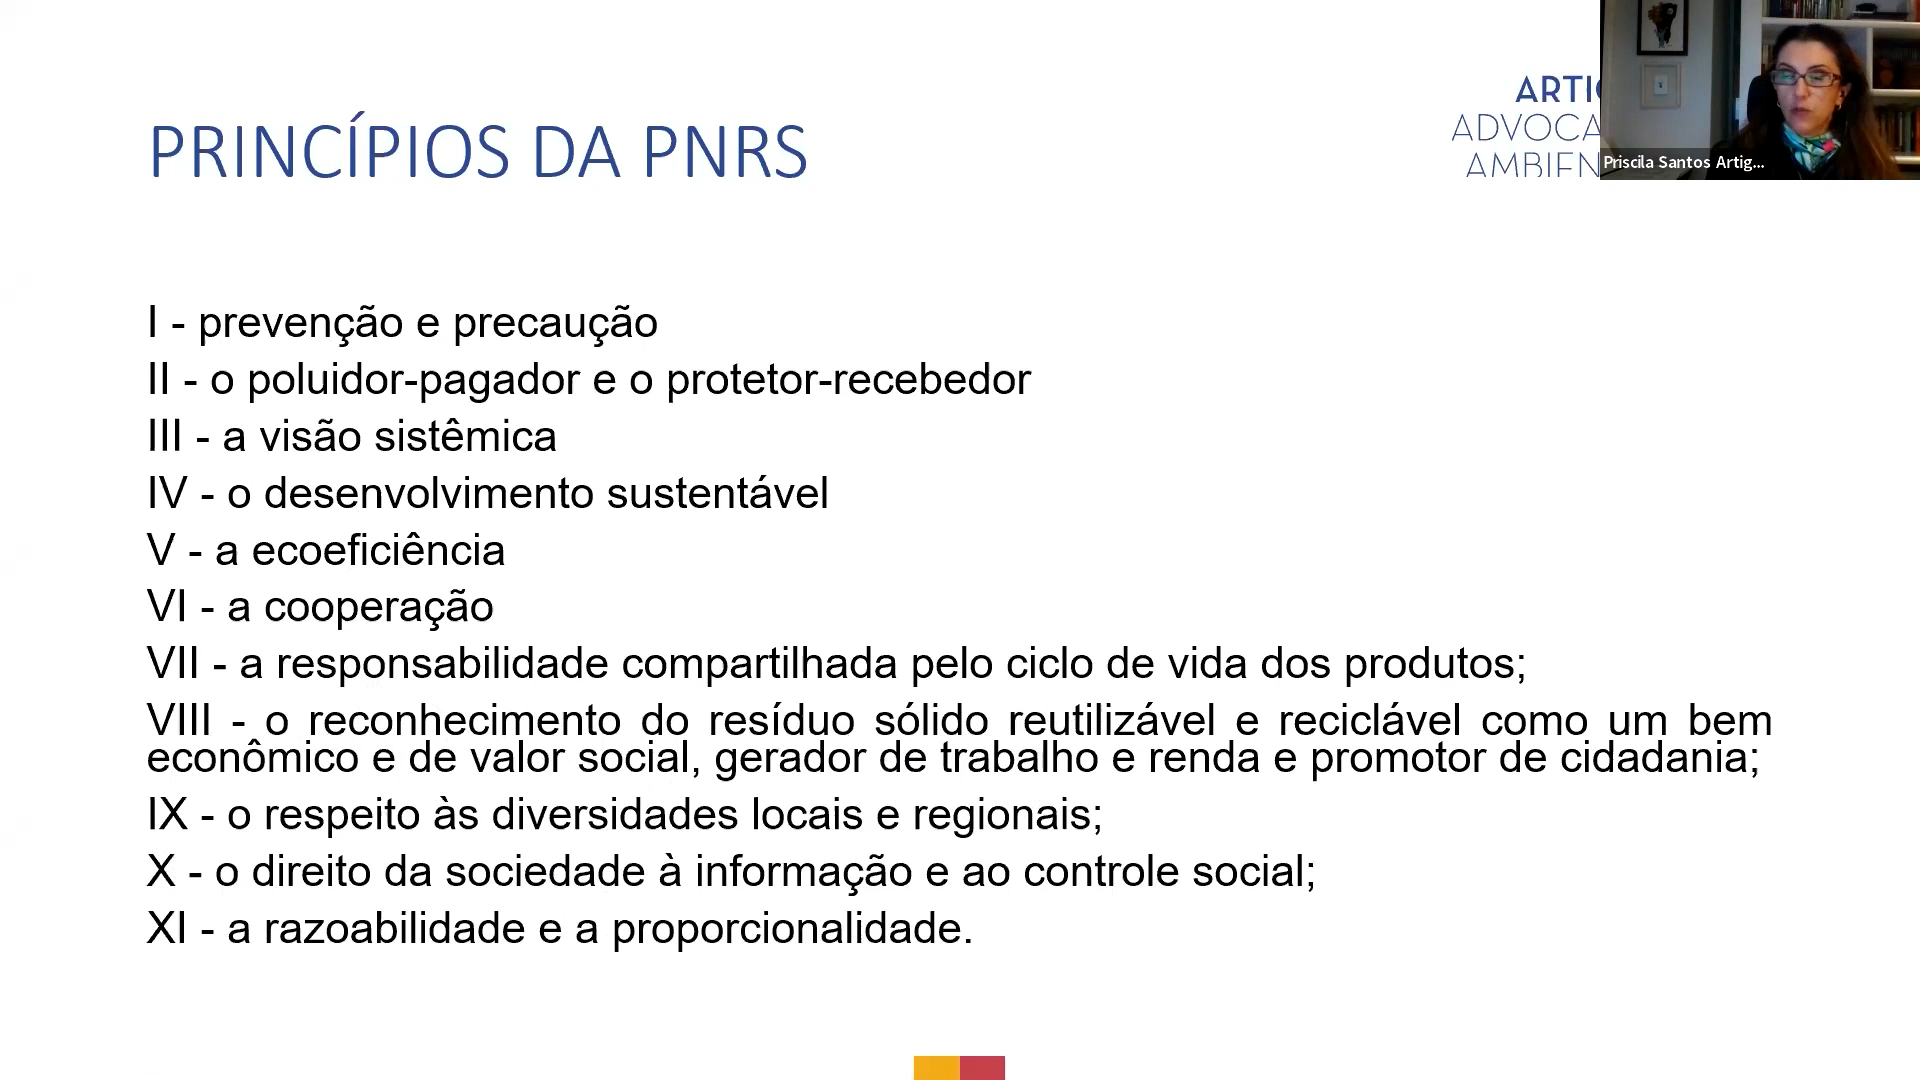 PRINCÍPIOS DA PNRS
ARTIG
ADVOCA
AMBIEN
Priscila Santos Artig...
I - prevenção e precaução
II - o poluidor-pagador e o protetor-recebedor
III - a visão sistêmica
IV - o desenvolvimento sustentável
V - a ecoeficiência
VI - a cooperação
VII - a responsabilidade compartilhada pelo ciclo de vida dos produtos;
VIII - o reconhecimento do resíduo sólido reutilizável e reciclável como um bem
econômico e de valor social, gerador de trabalho e renda e promotor de cidadania;
IX - o respeito às diversidades locais e regionais;
X - o direito da sociedade à informação e ao controle social;
XI - a razoabilidade e a proporcionalidade.